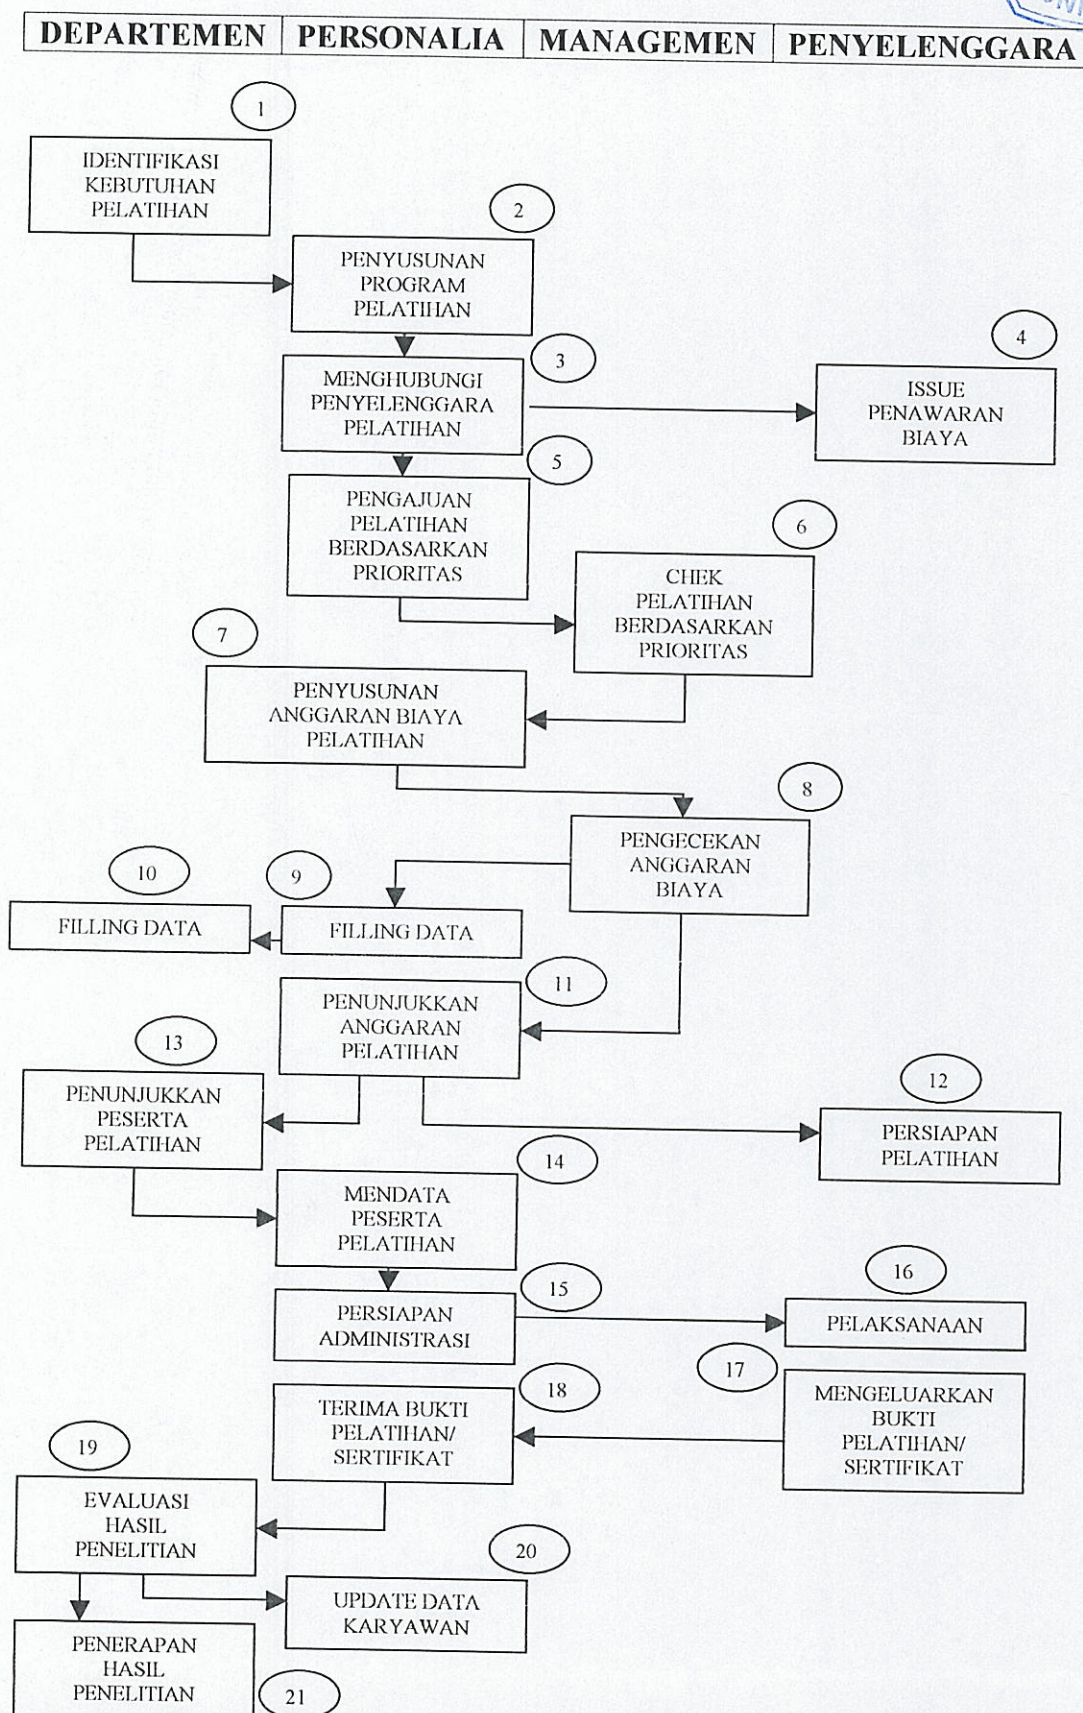 DEPARTEMEN PERSONALIA MANAGEMEN PENYELENGGARA
1
IDENTIFIKASI
KEBUTUHAN
PELATIHAN
2
PENYUSUNAN
PROGRAM
PELATIHAN
3
MENGHUBUNGI
PENYELENGGARA
PELATIHAN
4
ISSUE
PENAWARAN
BIAYA
5
PENGAJUAN
PELATIHAN
BERDASARKAN
PRIORITAS
6
CHEK
PELATIHAN
BERDASARKAN
PRIORITAS
7
PENYUSUNAN
ANGGARAN BIAYA
PELATIHAN
8
PENGECEKAN
ANGGARAN
BIAYA
9
FILLING DATA
10
FILLING DATA
11
PENUNJUKKAN
ANGGARAN
PELATIHAN
12
PERSIAPAN
PELATIHAN
13
PENUNJUKKAN
PESERTA
PELATIHAN
14
MENDATA
PESERTA
PELATIHAN
15
PERSIAPAN
ADMINISTRASI
16
PELAKSANAAN
17
MENGELUARKAN
BUKTI
PELATIHAN/
SERTIFIKAT
18
TERIMA BUKTI
PELATIHAN/
SERTIFIKAT
19
EVALUASI
HASIL
PENELITIAN
20
UPDATE DATA
KARYAWAN
PENERAPAN
HASIL
PENELITIAN
21